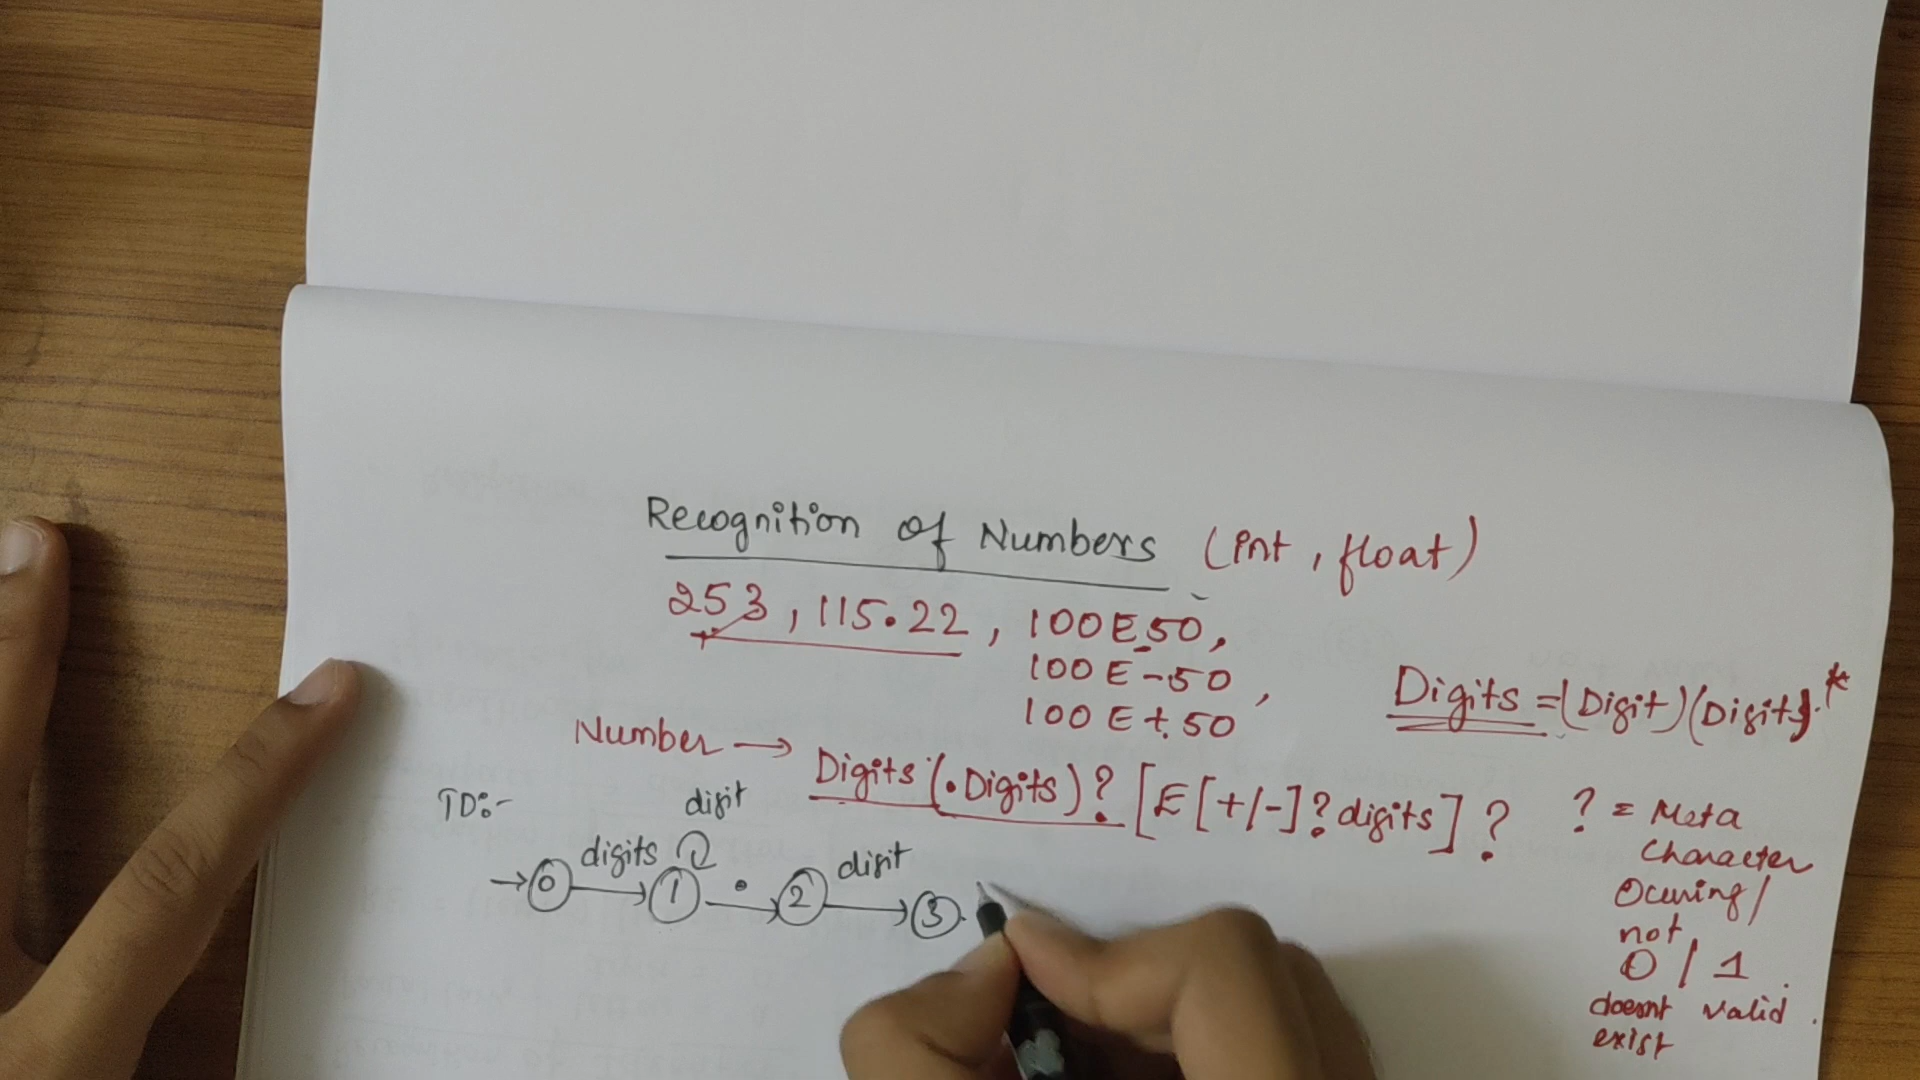 Recognition of Numbers (int, float)
253, 115.22, 100E50,
100E-50,
100E+50
Digits = (Digit)(Digit)*
Number → Digits (.Digits)? [E[+/-]? digits]?
? = Meta
character
Ocuring/
not
0 / 1
doesnt valid.
exist
TD:-
digit
digits
digit
→ 0 → 1 . → 2 → 3